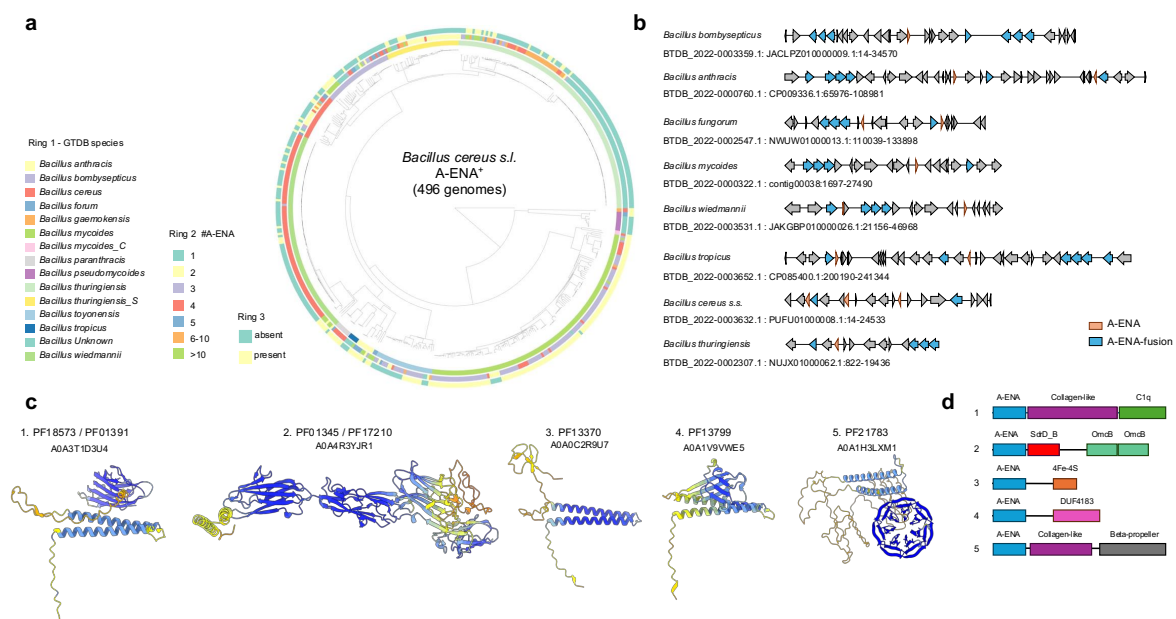 a
Ring 1 - GTDB species
Bacillus anthracis
Bacillus bombysepticus
Bacillus cereus
Bacillus forum
Bacillus gaemokensis
Bacillus mycoides
Bacillus mycoides_C
Bacillus paranthracis
Bacillus pseudomycoides
Bacillus thuringiensis
Bacillus thuringiensis_S
Bacillus toyonensis
Bacillus tropicus
Bacillus Unknown
Bacillus wiedmannii
Ring 2 #A-ENA
1
2
3
4
5
6-10
>10
Ring 3
absent
present
Bacillus cereus s.l.
A-ENA⁺
(496 genomes)
b
Bacillus bombysepticus
BTDB_2022-0003359.1: JACLPZ010000009.1:14-34570
Bacillus anthracis
BTDB_2022-0000760.1 : CP009336.1:65976-108981
Bacillus fungorum
BTDB_2022-0002547.1 : NWUW01000013.1:110039-133898
Bacillus mycoides
BTDB_2022-0000322.1 : contig00038:1697-27490
Bacillus wiedmannii
BTDB_2022-0003531.1 : JAKGBP010000026.1:21156-46968
Bacillus tropicus
BTDB_2022-0003652.1 : CP085400.1:200190-241344
Bacillus cereus s.s.
BTDB_2022-0003632.1 : PUFU01000008.1:14-24533
Bacillus thuringiensis
BTDB_2022-0002307.1 : NUJX01000062.1:822-19436
A-ENA
A-ENA-fusion
c
1. PF18573 / PF01391
A0A3T1D3U4
2. PF01345 / PF17210
A0A4R3YJR1
3. PF13370
A0A0C2R9U7
4. PF13799
A0A1V9VWE5
5. PF21783
A0A1H3LXM1
d
A-ENA Collagen-like C1q
1
A-ENA SdrD_B OmcB OmcB
2
A-ENA 4Fe-4S
3
A-ENA DUF4183
4
A-ENA Collagen-like Beta-propeller
5